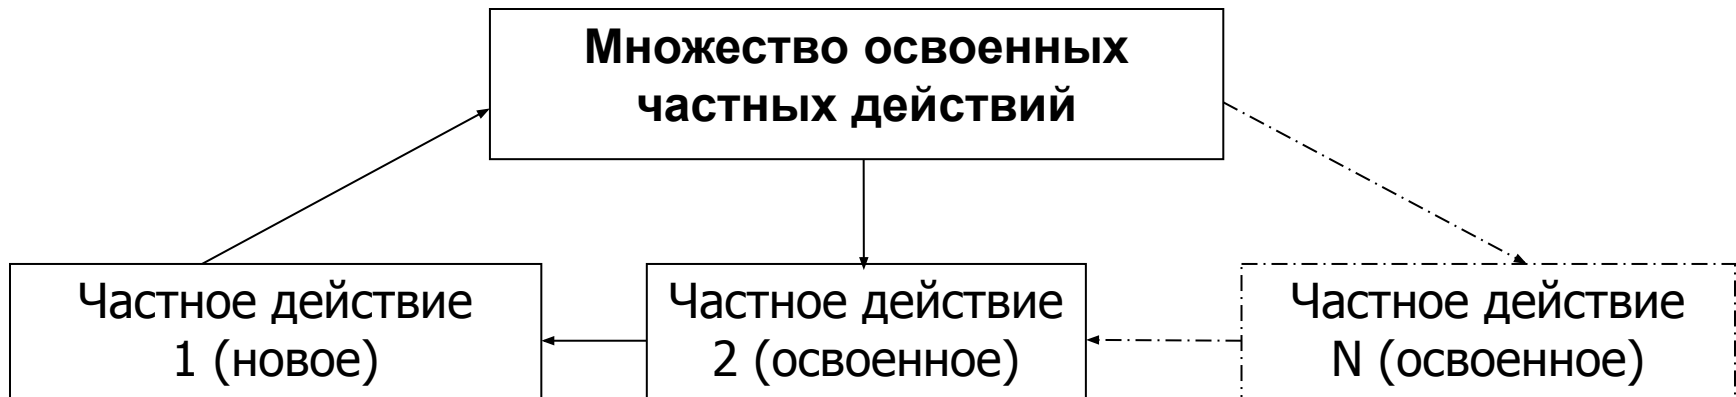 Множество освоенных
частных действий
Частное действие
1 (новое)
Частное действие
2 (освоенное)
Частное действие
N (освоенное)